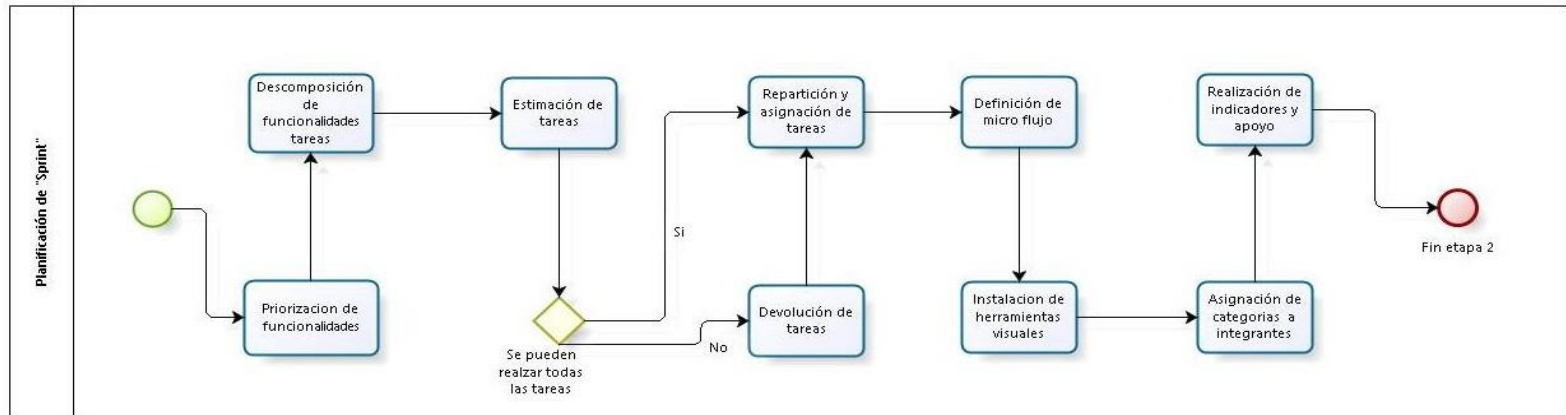 Planificación de "Sprint"
Priorizacion de
funcionalidades
Descomposición
de
funcionalidades
tareas
Estimación de
tareas
Se pueden
realzar todas
las tareas
Si
No
Devolución de
tareas
Repartición y
asignación de
tareas
Definición de
micro flujo
Instalacion de
herramientas
visuales
Asignación de
categorias a
integrantes
Realización de
indicadores y
apoyo
Fin etapa 2